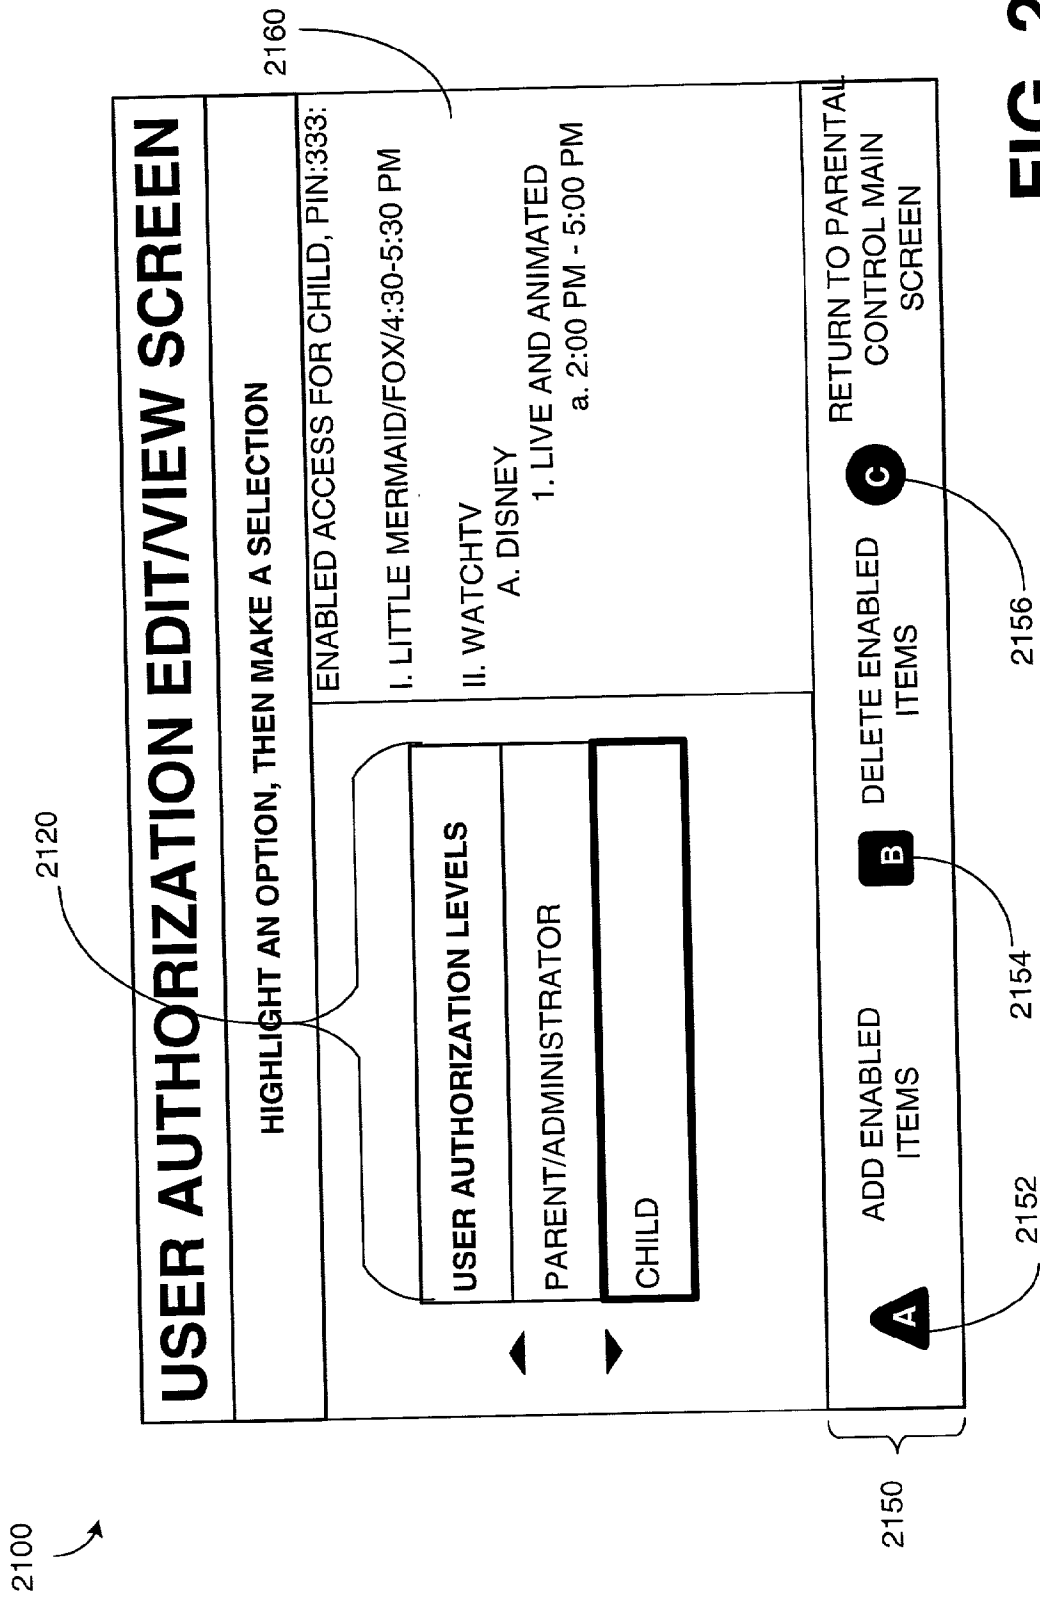 2100
2120
2160
USER AUTHORIZATION EDIT/VIEW SCREEN
HIGHLIGHT AN OPTION, THEN MAKE A SELECTION
USER AUTHORIZATION LEVELS
PARENT/ADMINISTRATOR
CHILD
ENABLED ACCESS FOR CHILD, PIN:333:
I. LITTLE MERMAID/FOX/4:30-5:30 PM
II. WATCHTV
A. DISNEY
1. LIVE AND ANIMATED
a. 2:00 PM - 5:00 PM
2150
A
ADD ENABLED
ITEMS
B
DELETE ENABLED
ITEMS
C
RETURN TO PARENTAL
CONTROL MAIN
SCREEN
2152
2154
2156
FIG. 2